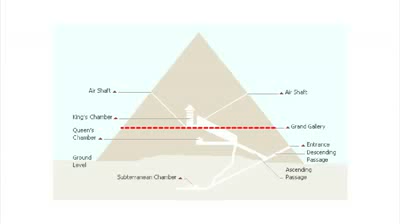 Air Shaft
Air Shaft
King's Chamber
Grand Gallery
Queen's
Chamber
Entrance
Descending
Passage
Ground
Level
Ascending
Passage
Subterranean Chamber